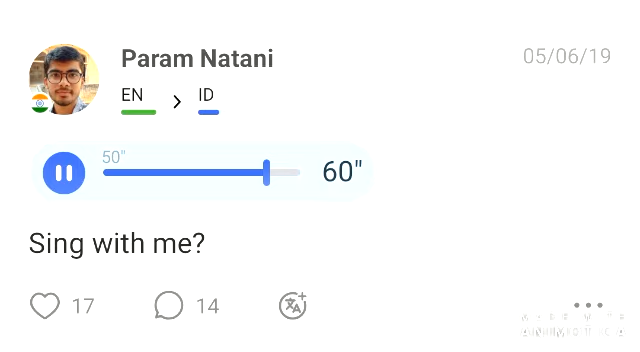 Param Natani
05/06/19
EN > ID
50"
60"
Sing with me?
17
14